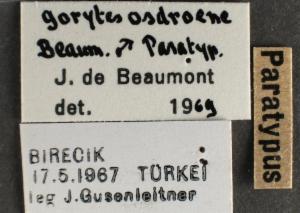 gorytes osdroene
Beaum. ♂ Paratyp.
J. de Beaumont
det. 1969
BIRECIK
17.5.1967 TÜRKEI
leg J.Gusenleitner
Paratypus